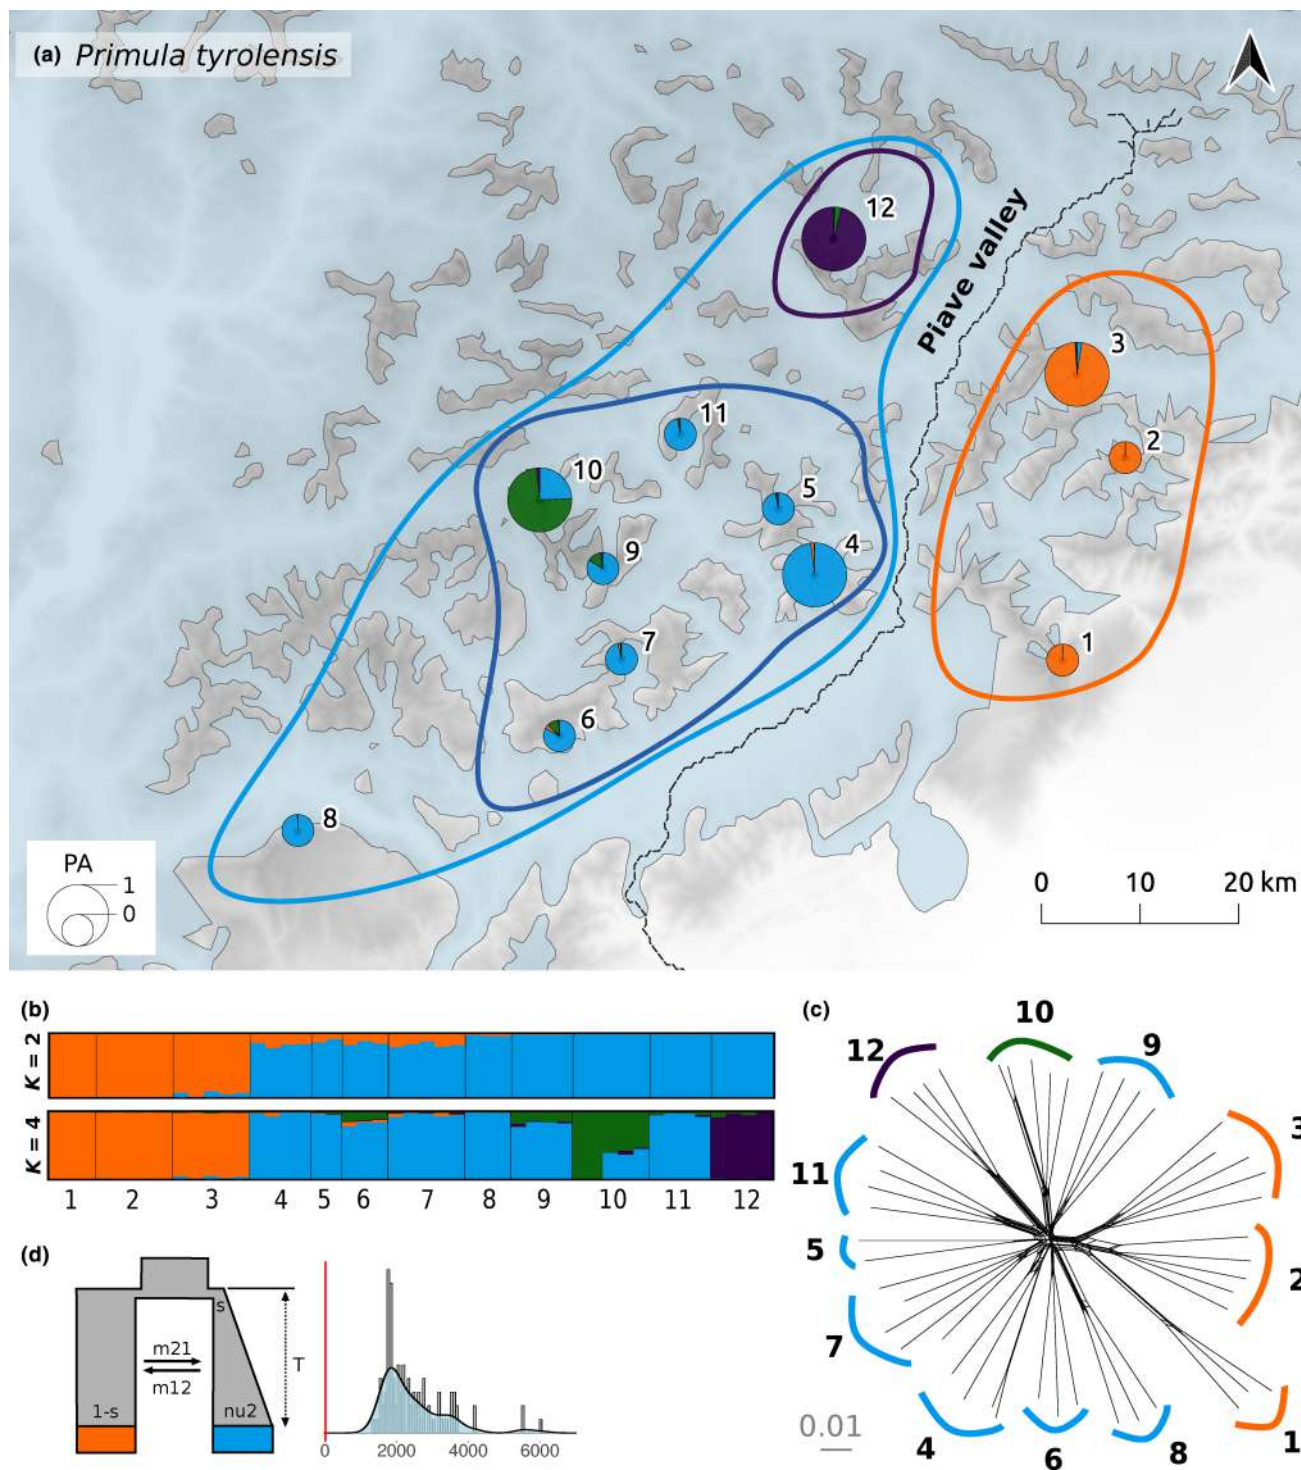 (a) Primula tyrolensis
12
Piave valley
3
11
2
10
5
9
4
7
1
6
8
PA
1
0
0 10 20 km
(b)
K = 2
K = 4
1 2 3 4 5 6 7 8 9 10 11 12
(c)
10
12
9
3
11
5
2
7
1
4
6
8
0.01
(d)
s
m21
m12
T
1-s
nu2
0 2000 4000 6000